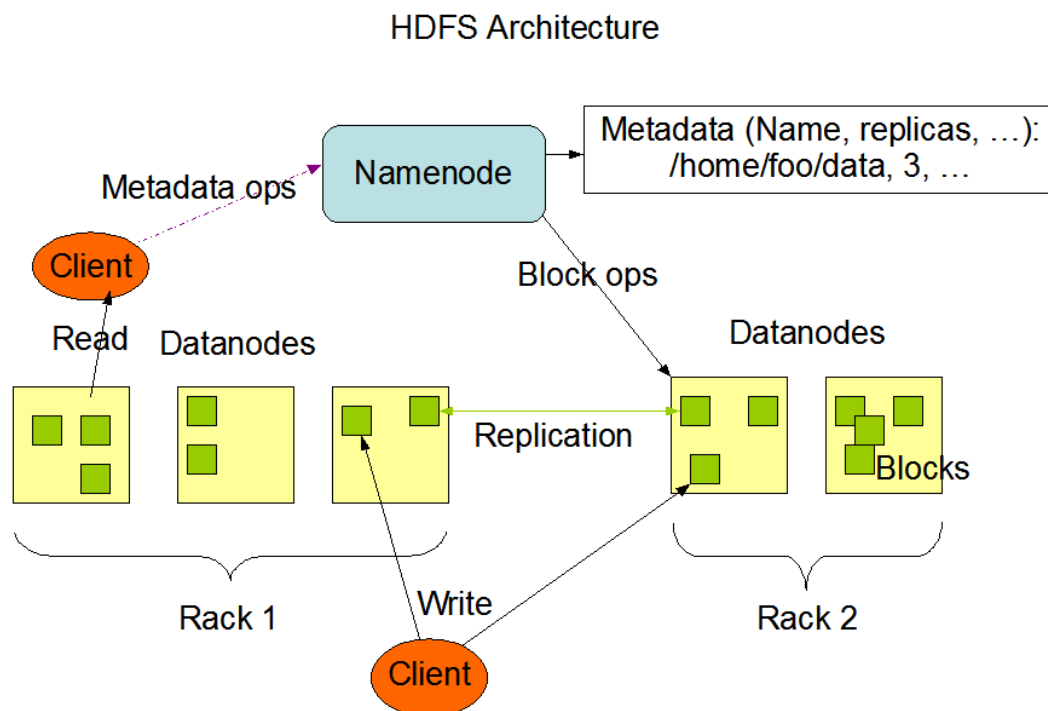 HDFS Architecture
Metadata (Name, replicas, …):
/home/foo/data, 3, …
Namenode
Metadata ops
Client
Block ops
Read
Datanodes
Datanodes
Replication
Blocks
Write
Rack 1
Rack 2
Client